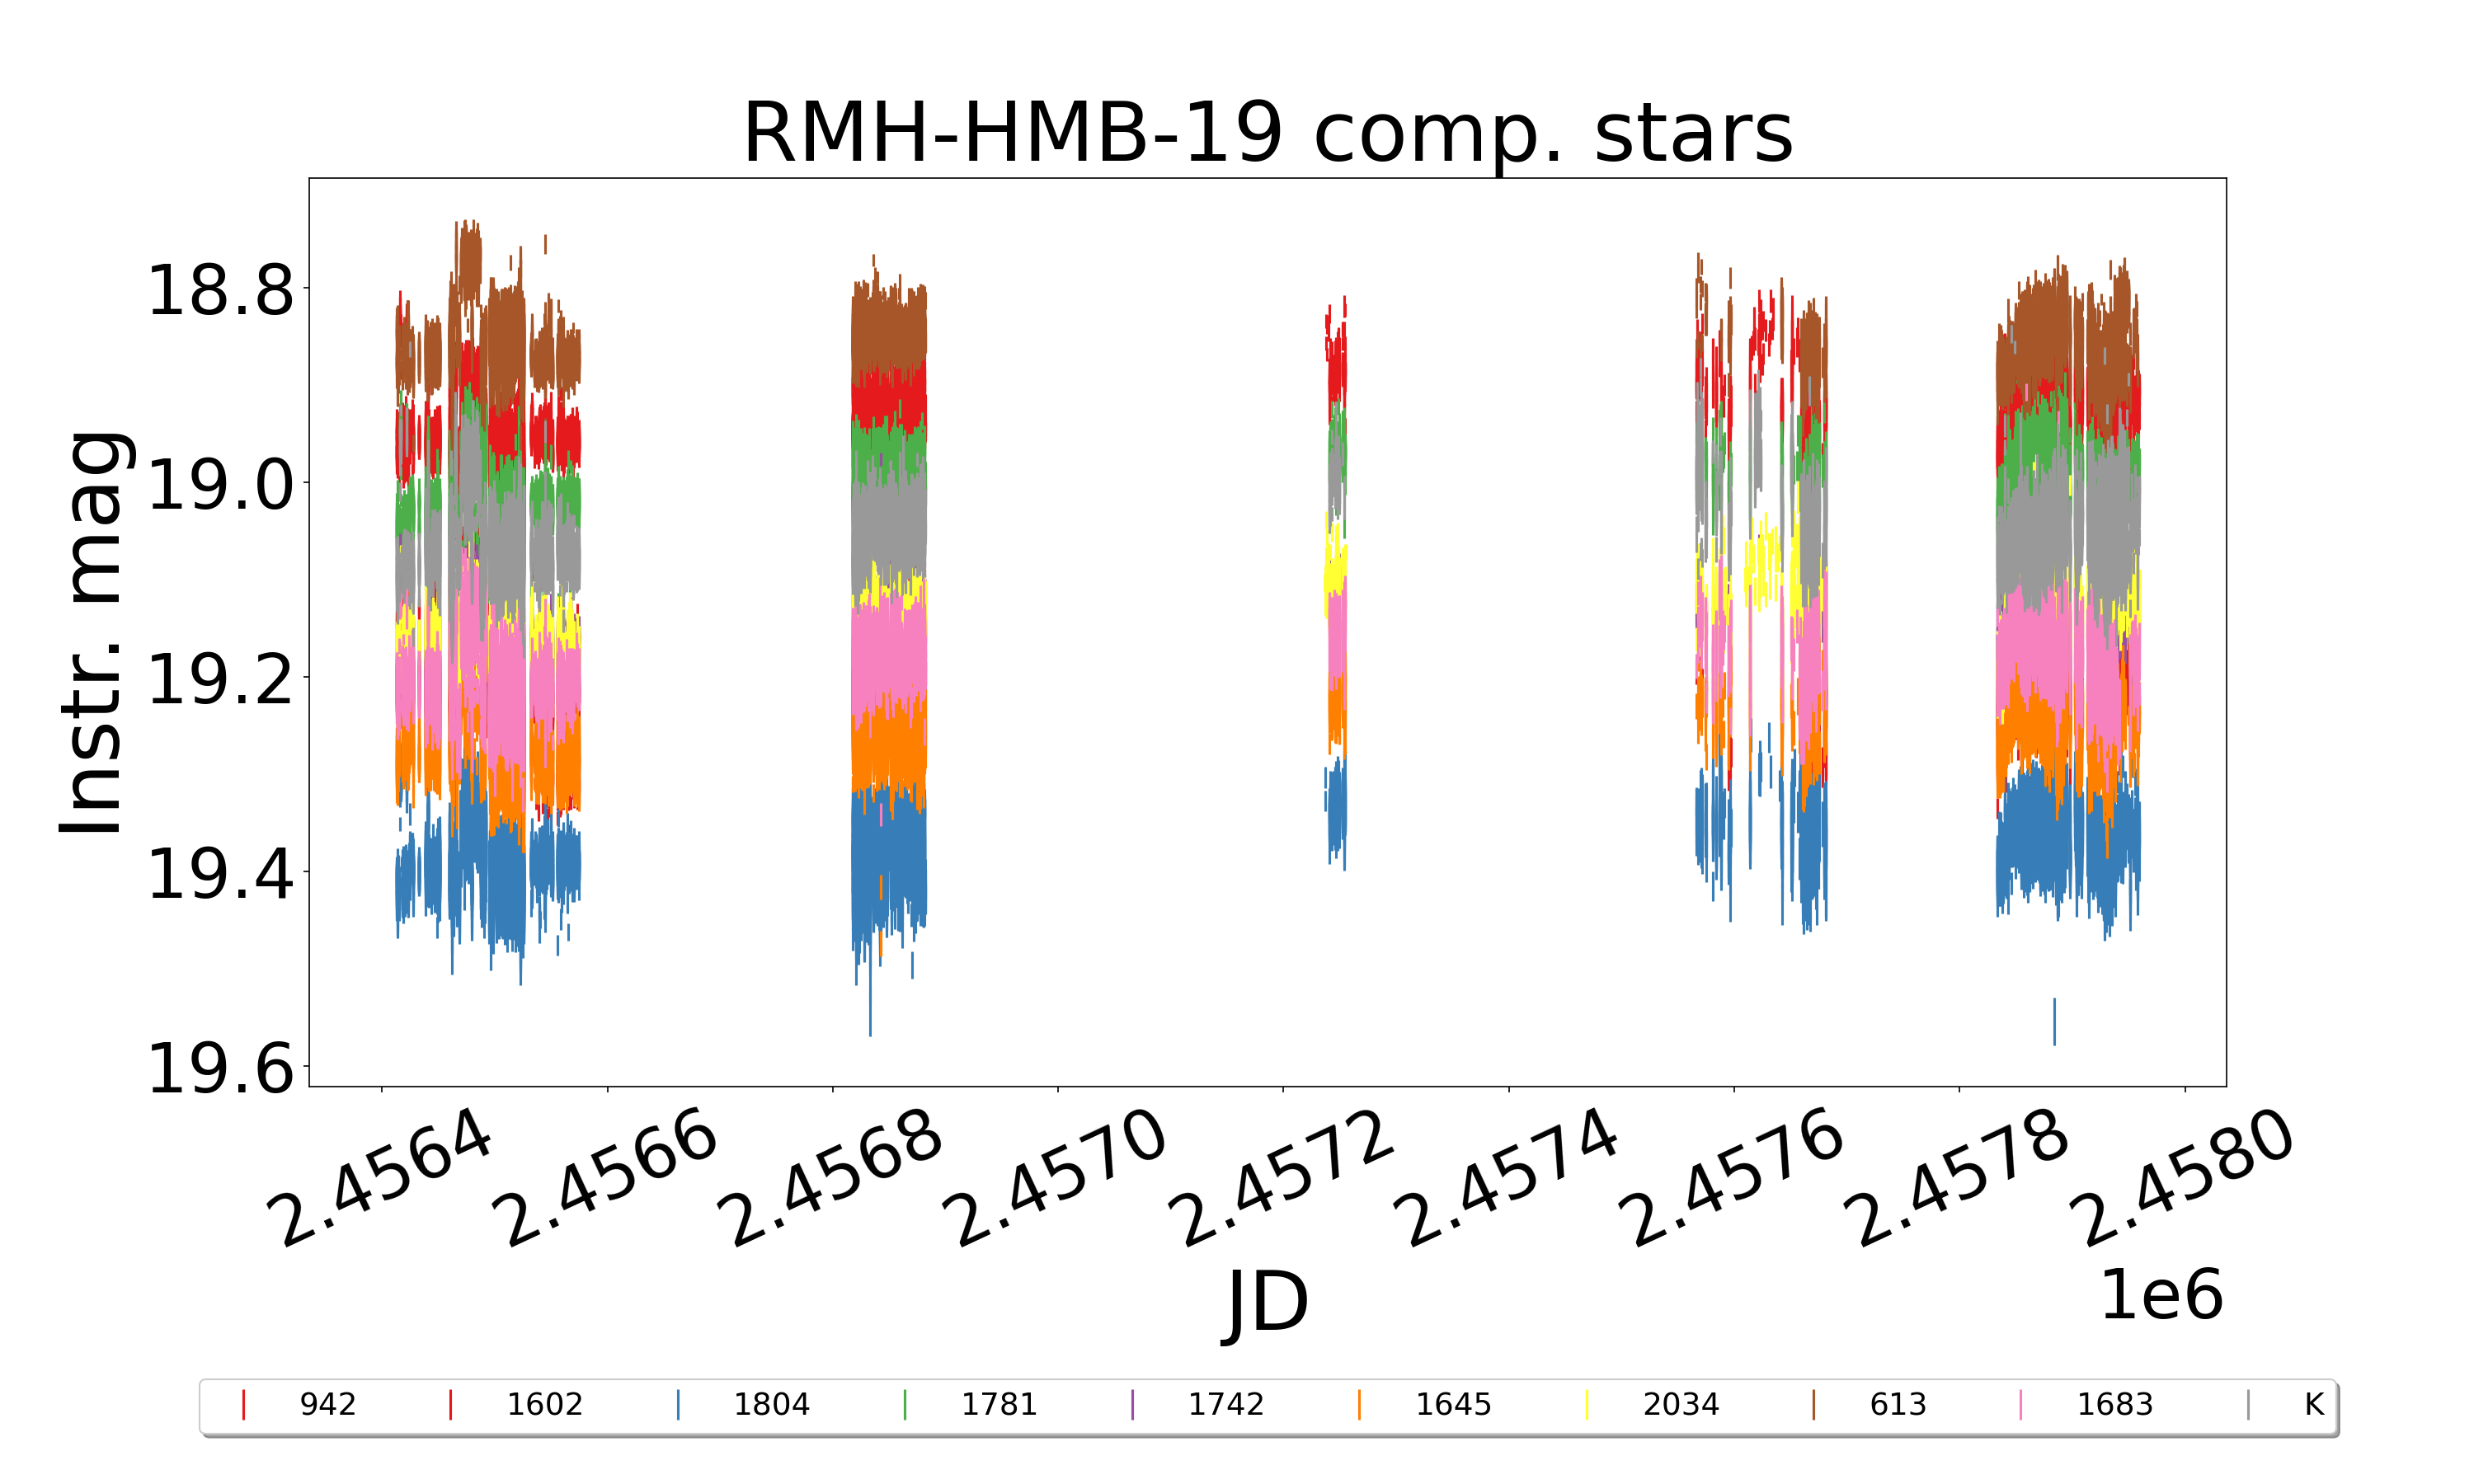 RMH-HMB-19 comp. stars
Instr. mag
18.8
19.0
19.2
19.4
19.6
2.4564 2.4566 2.4568 2.4570 2.4572 2.4574 2.4576 2.4578 2.4580
JD
1e6
942 1602 1804 1781 1742 1645 2034 613 1683 K